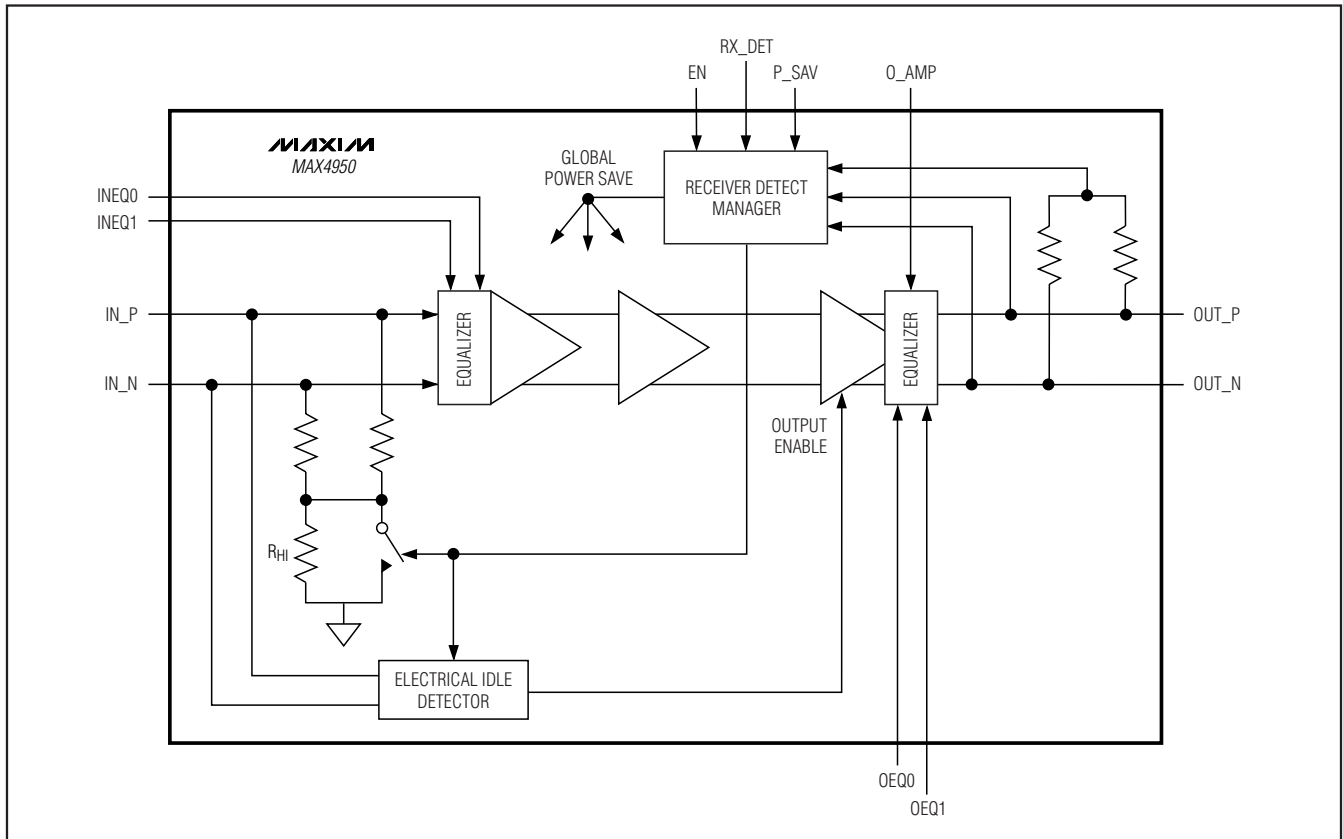 RX_DET
EN
P_SAV
O_AMP
MAXIM
MAX4950
GLOBAL
POWER SAVE
RECEIVER DETECT
MANAGER
INEQ0
INEQ1
IN_P
IN_N
EQUALIZER
EQUALIZER
OUT_P
OUT_N
OUTPUT
ENABLE
RHI
ELECTRICAL IDLE
DETECTOR
OEQ0
OEQ1